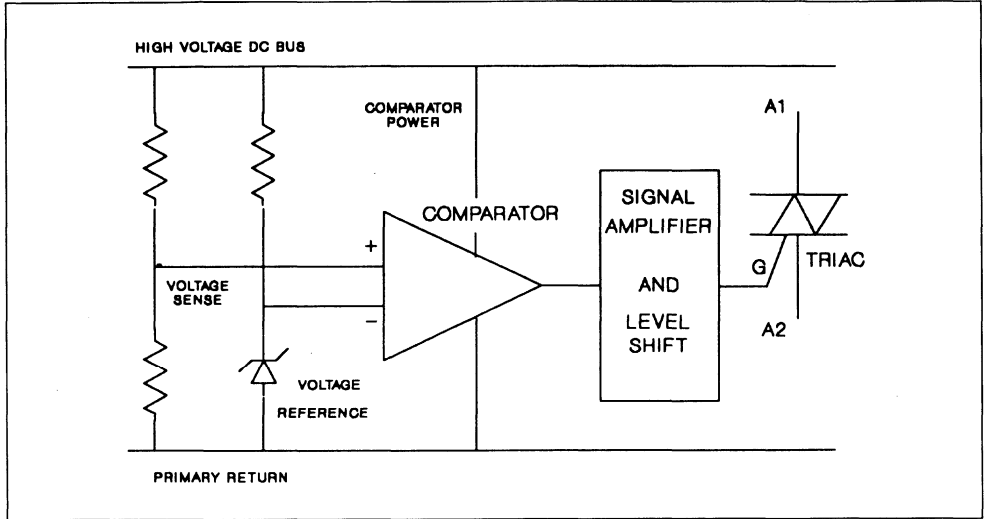 HIGH VOLTAGE DC BUS
COMPARATOR
POWER
A1
SIGNAL
AMPLIFIER
AND
LEVEL
SHIFT
COMPARATOR
+
−
VOLTAGE
SENSE
G
TRIAC
A2
VOLTAGE
REFERENCE
PRIMARY RETURN